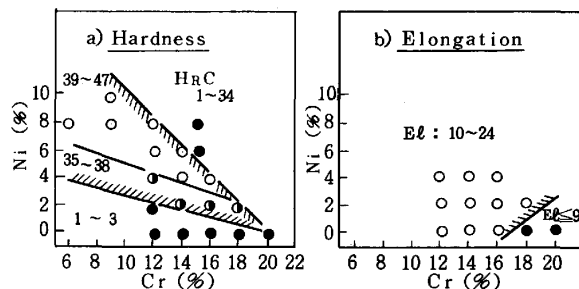 a) Hardness
39~47
HRC
1~34
35~38
1 ~ 3
Ni (%)
10
8
6
4
2
0
6 8 10 12 14 16 18 20 22
Cr (%)
b) Elongation
Eℓ : 10~24
Eℓ≤9
Ni (%)
8
6
4
2
0
6 8 10 12 14 16 18 20
Cr (%)